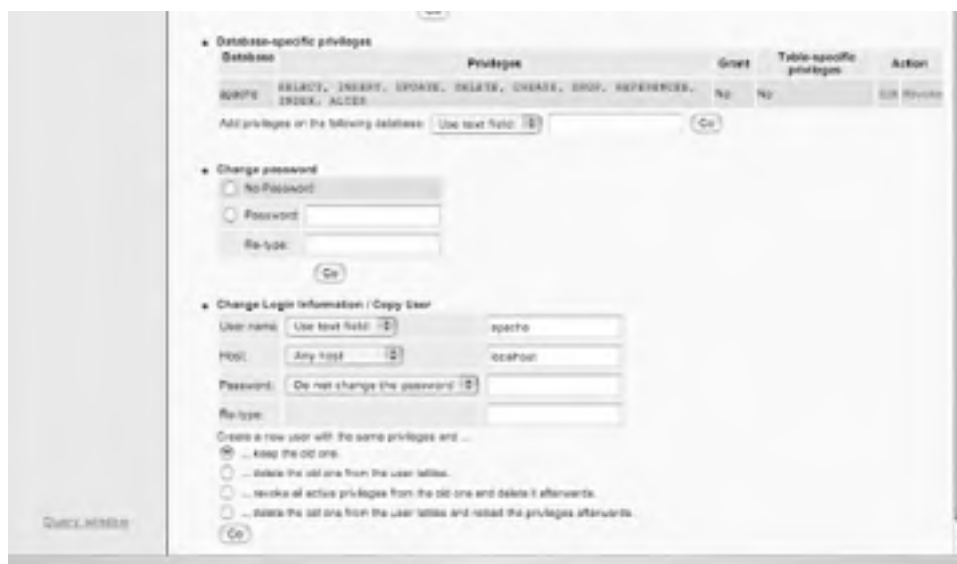 Go
Database-specific privileges
Database Privileges Grant Table-specific privileges Action
apache SELECT, INSERT, UPDATE, DELETE, CREATE, DROP, REFERENCES, INDEX, ALTER No No Edit Revoke
Add privileges on the following database: Use text field: Go
Change password
No Password
Password:
Re-type:
Go
Change Login Information / Copy User
User name: Use text field: apache
Host: Any host localhost
Password: Do not change the password
Re-type:
Create a new user with the same privileges and ...
... keep the old one.
... delete the old one from the user tables.
... revoke all active privileges from the old one and delete it afterwards.
... delete the old one from the user tables and reload the privileges afterwards.
Query window
Go